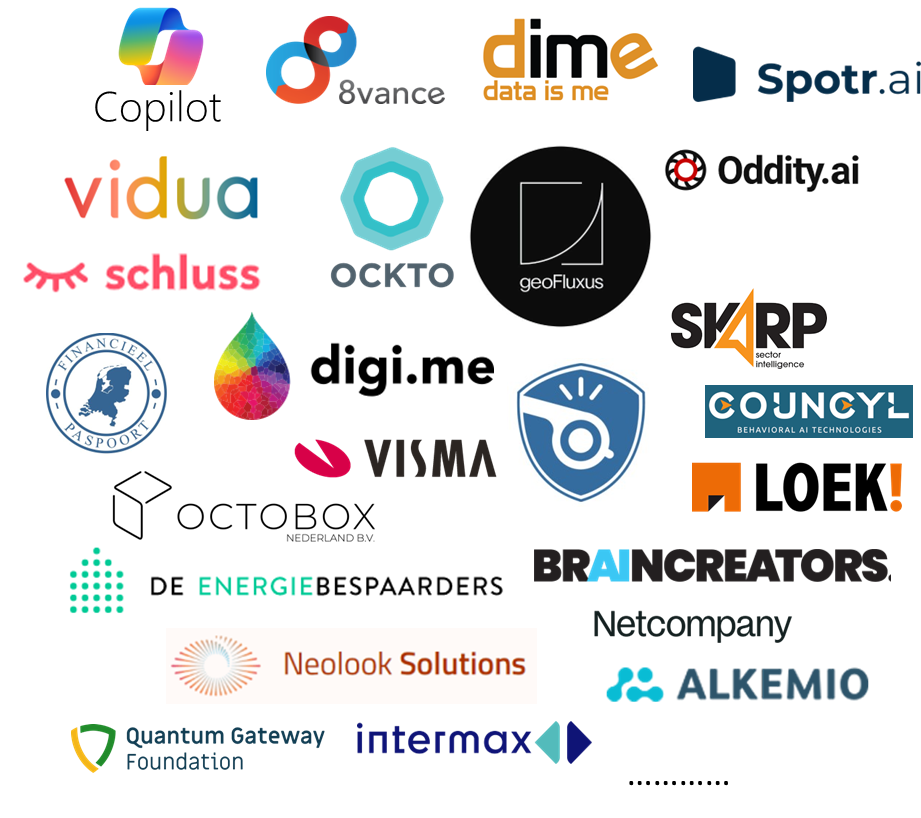 Copilot
8vance
dime
data is me
Spotr.ai
vidua
OCKTO
geoFluxus
Oddity.ai
schluss
SKARP
sector
intelligence
FINANCIEEL
PASPOORT
digi.me
COUNCYL
BEHAVIORAL AI TECHNOLOGIES
VISMA
LOEK!
OCTOBOX
NEDERLAND B.V.
BRAINCREATORS.
DE ENERGIEBESPAARDERS
Netcompany
Neolook Solutions
ALKEMIO
Quantum Gateway
Foundation
intermax
............